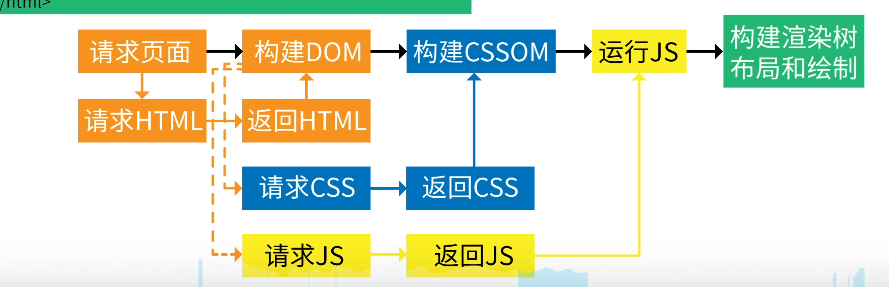 /html>
请求页面
构建DOM
构建CSSOM
运行JS
构建渲染树
布局和绘制
请求HTML
返回HTML
请求CSS
返回CSS
请求JS
返回JS